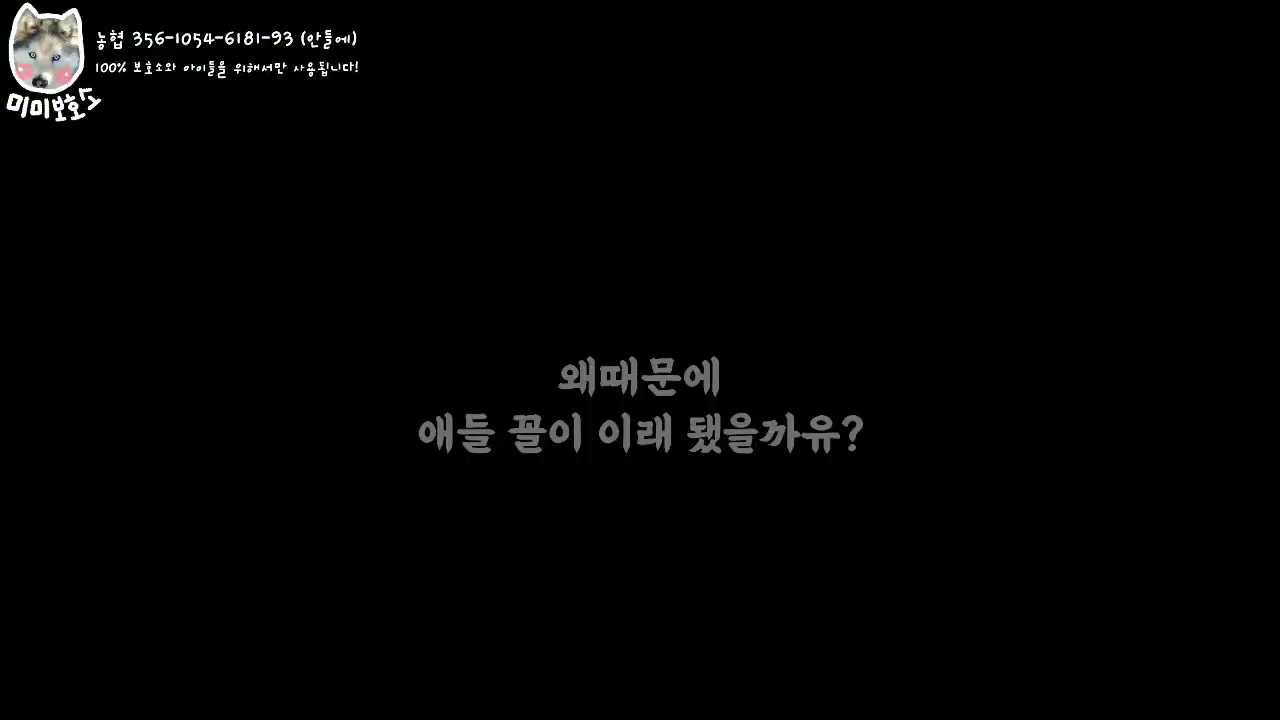 농협 356-1054-6181-93 (안들에)
100% 보호소와 아이들을 위해서만 사용됩니다!
미미보호소
왜때문에
애들 꼴이 이래 됐을까유?